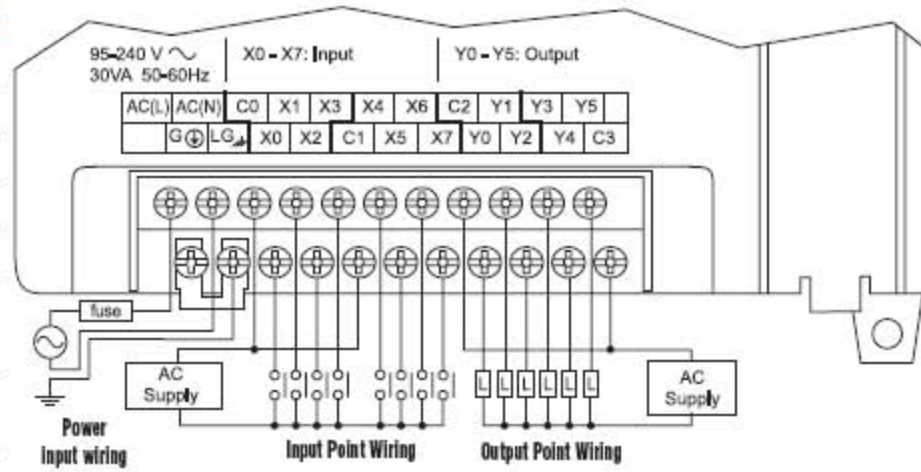 95-240 V
30VA 50-60Hz
X0 - X7: Input
Y0 - Y5: Output
AC(L) AC(N) C0 X1 X3 X4 X6 C2 Y1 Y3 Y5
G LG X0 X2 C1 X5 X7 Y0 Y2 Y4 C3
fuse
AC
Supply
L L L L L L
AC
Supply
Power
input wiring
Input Point Wiring
Output Point Wiring